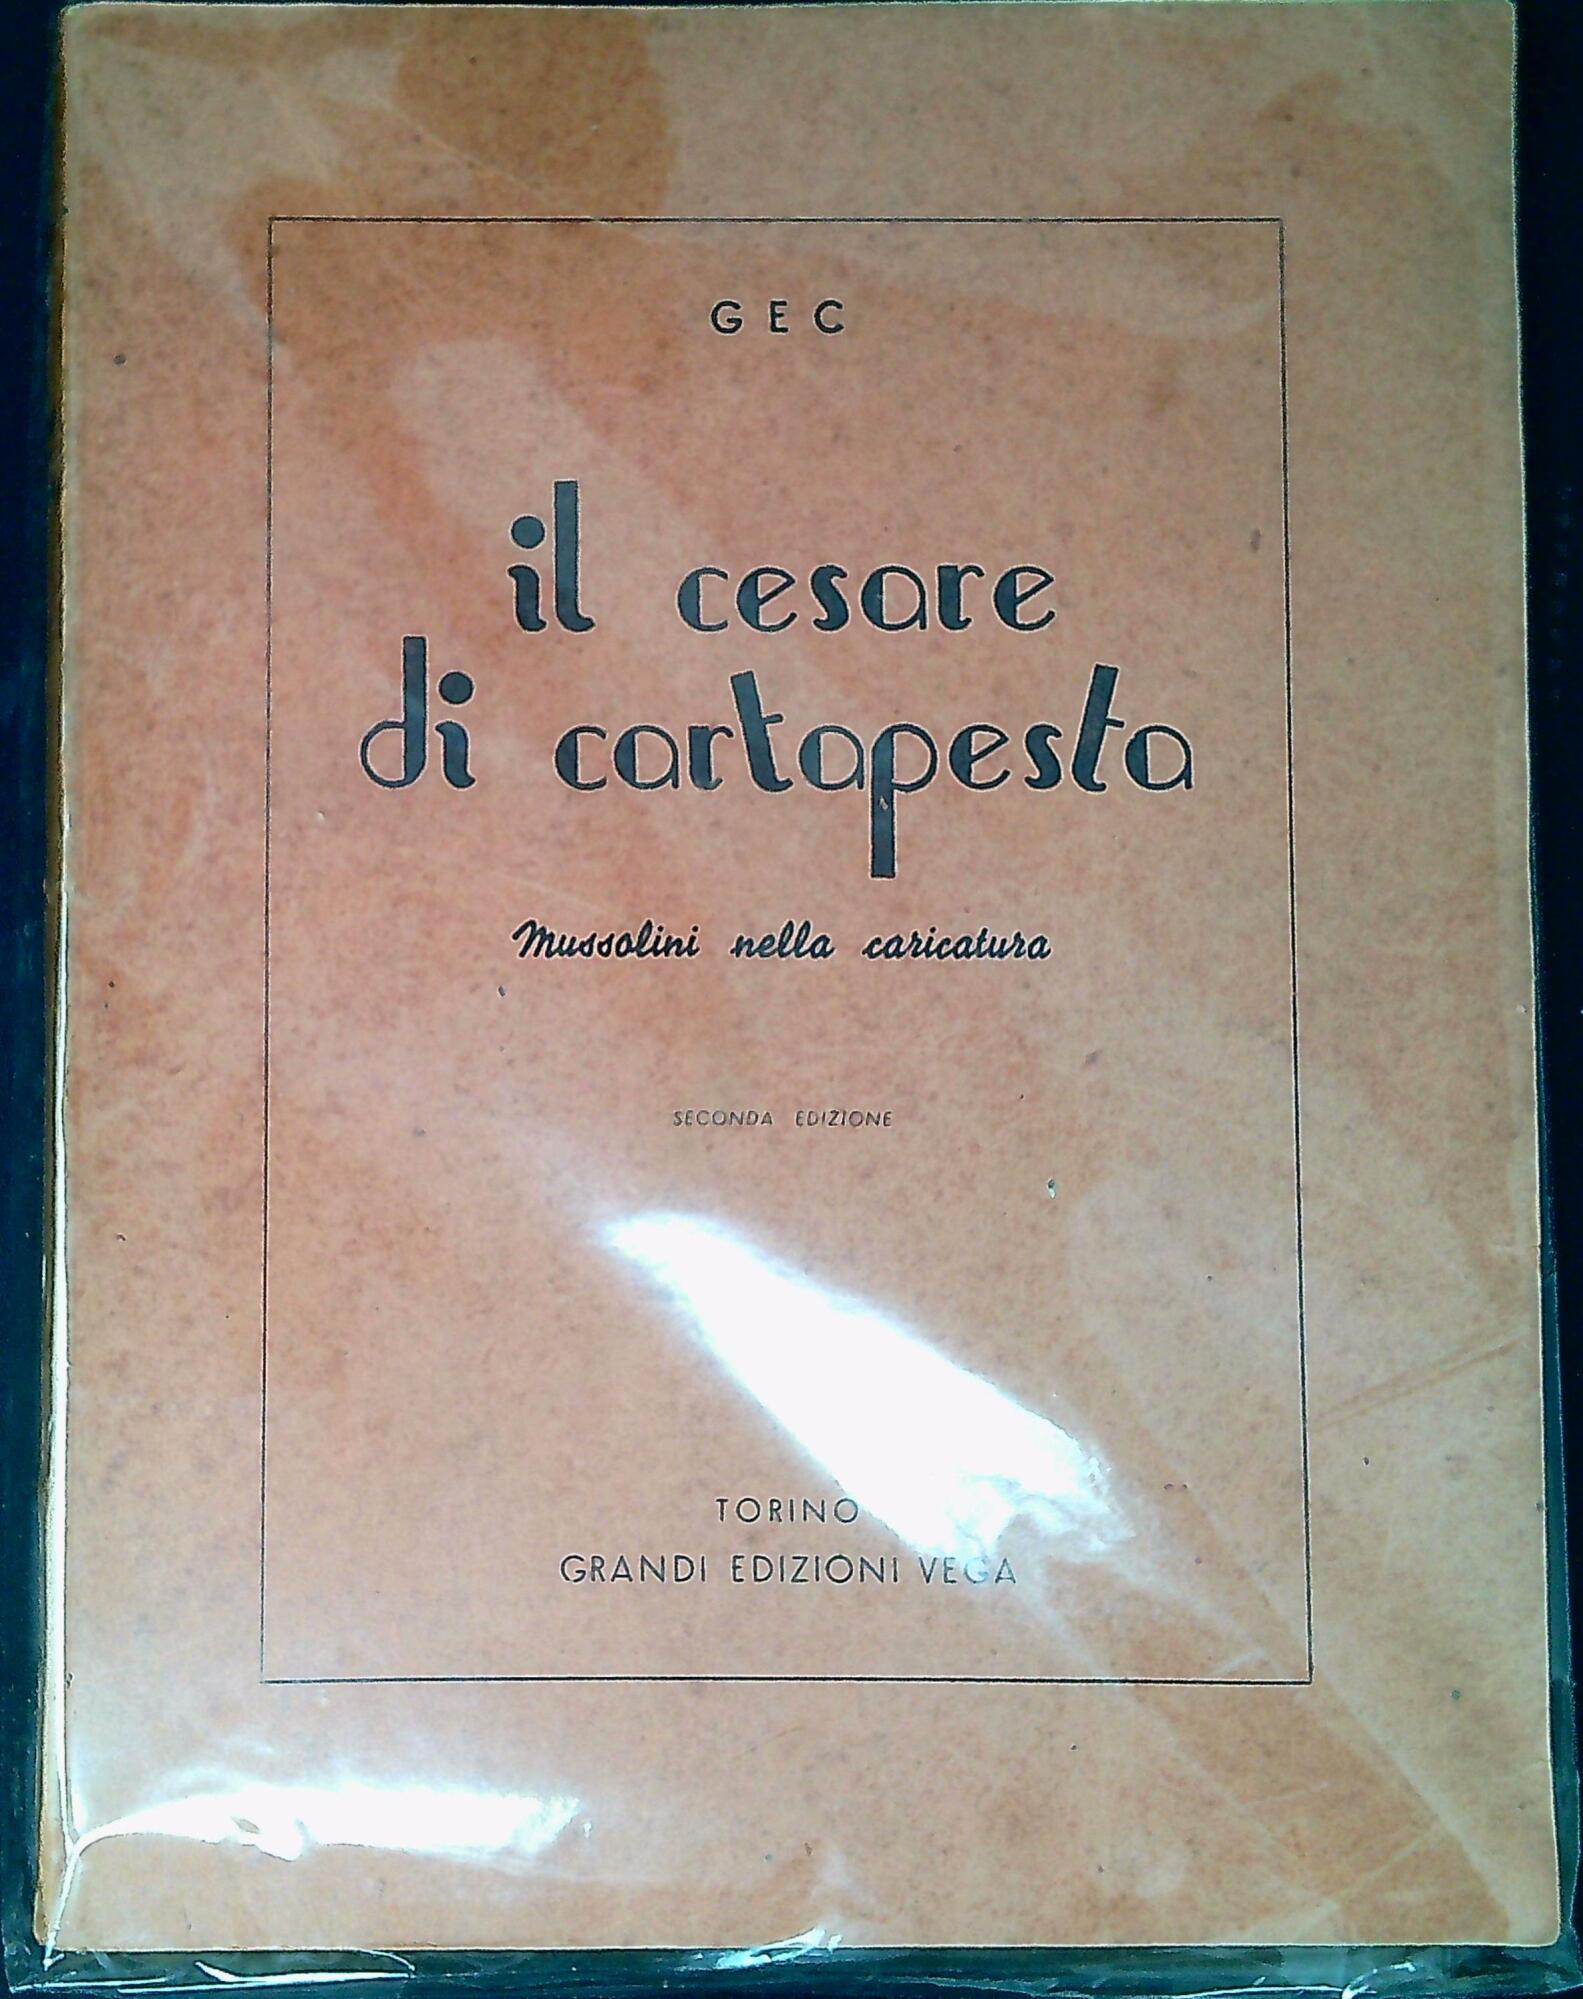 GEC
il cesare
di cartapesta
Mussolini nella caricatura
SECONDA EDIZIONE
TORINO
GRANDI EDIZIONI VEGA